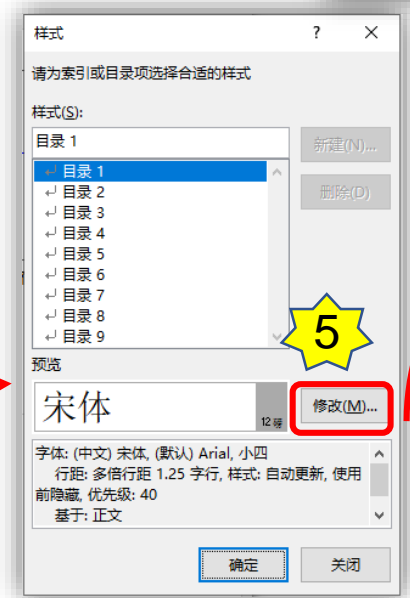 样式 ? ×
请为索引或目录项选择合适的样式
样式(S):
目录 1
新建(N)...
目录 1
删除(D)
目录 2
目录 3
目录 4
目录 5
目录 6
目录 7
目录 8
目录 9
5
预览
宋体
12 磅
修改(M)...
字体: (中文) 宋体, (默认) Arial, 小四
行距: 多倍行距 1.25 字行, 样式: 自动更新, 使用
前隐藏, 优先级: 40
基于: 正文
确定
关闭